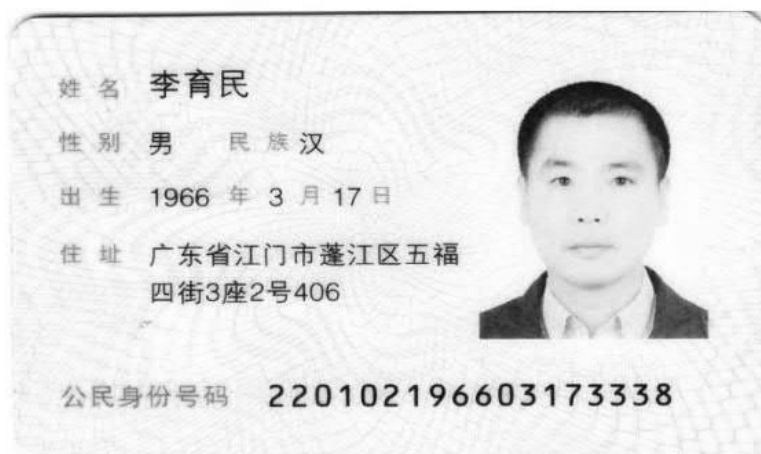 姓名 李育民
性别 男 民族 汉
出生 1966 年 3 月 17 日
住址 广东省江门市蓬江区五福
四街3座2号406
公民身份号码 220102196603173338